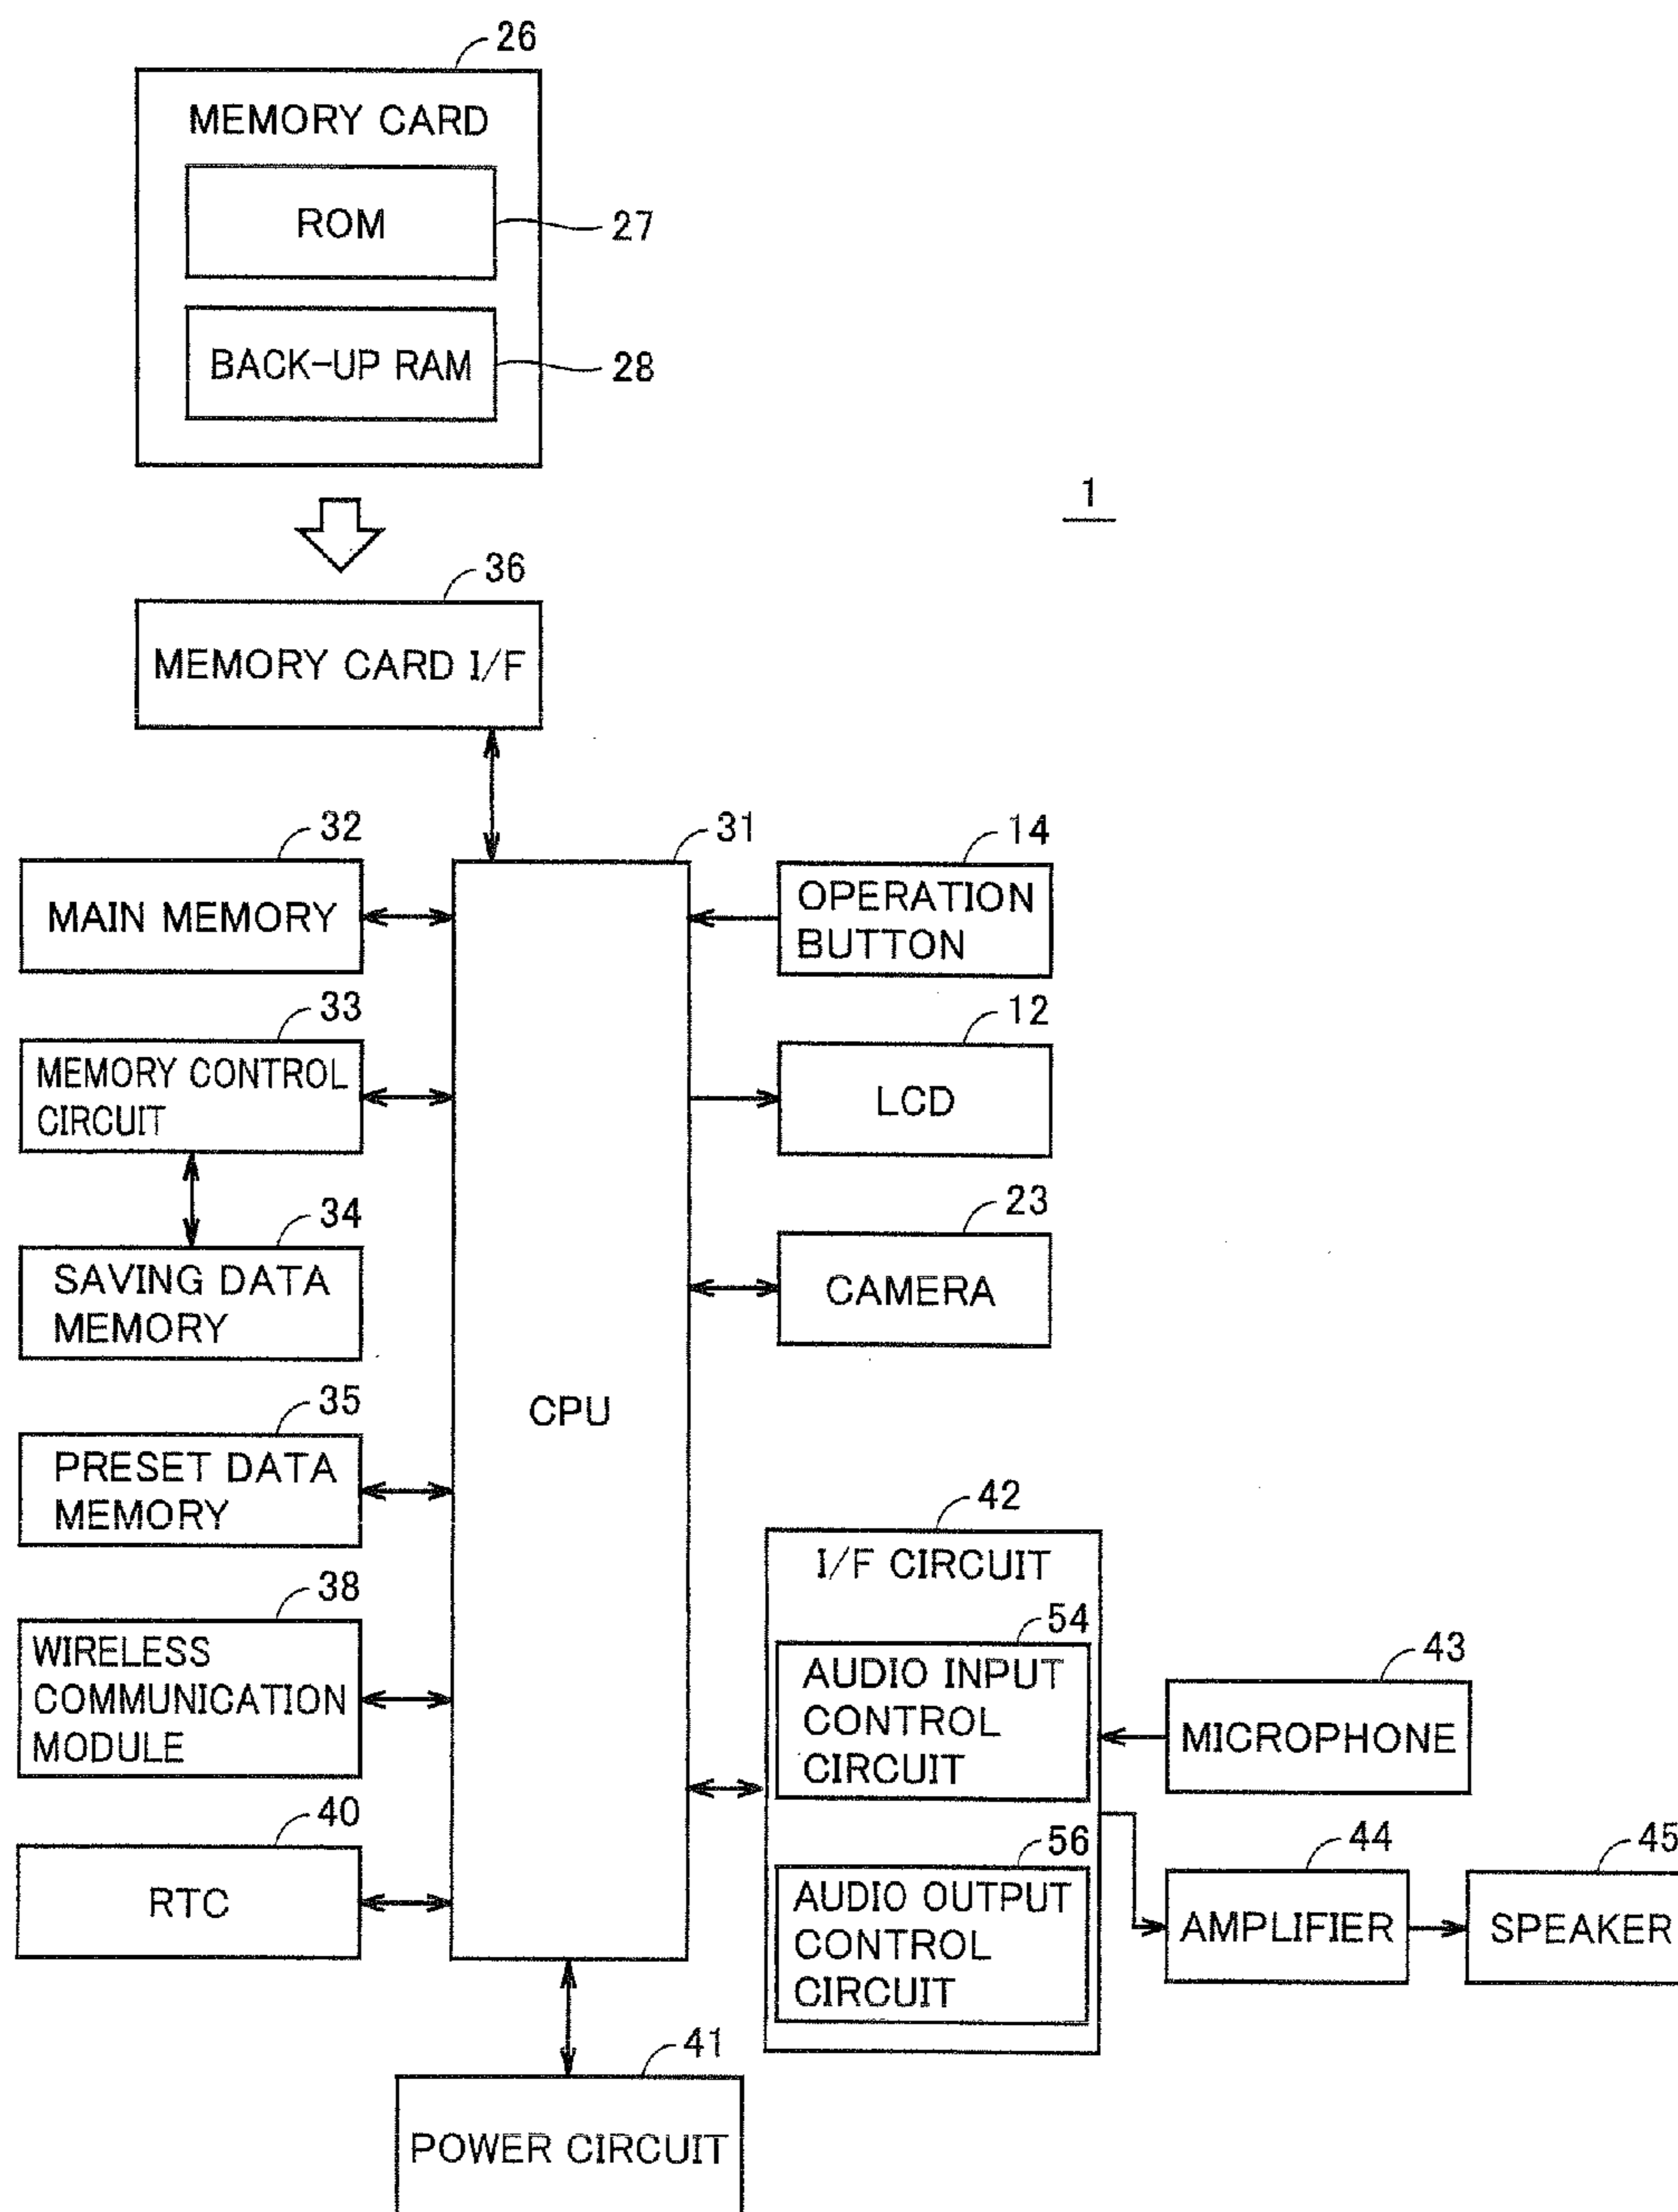 26
MEMORY CARD
ROM
27
BACK-UP RAM
28
1
36
MEMORY CARD I/F
32
MAIN MEMORY
31
CPU
14
OPERATION
BUTTON
33
MEMORY CONTROL
CIRCUIT
12
LCD
34
SAVING DATA
MEMORY
23
CAMERA
35
PRESET DATA
MEMORY
42
I/F CIRCUIT
38
WIRELESS
COMMUNICATION
MODULE
54
AUDIO INPUT
CONTROL
CIRCUIT
43
MICROPHONE
40
RTC
56
AUDIO OUTPUT
CONTROL
CIRCUIT
44
AMPLIFIER
45
SPEAKER
41
POWER CIRCUIT